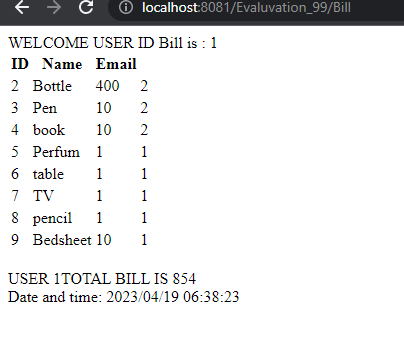 localhost:8081/Evaluvation_99/Bill
WELCOME USER ID Bill is : 1
ID Name Email
2 Bottle 400 2
3 Pen 10 2
4 book 10 2
5 Perfum 1 1
6 table 1 1
7 TV 1 1
8 pencil 1 1
9 Bedsheet 10 1
USER 1TOTAL BILL IS 854
Date and time: 2023/04/19 06:38:23